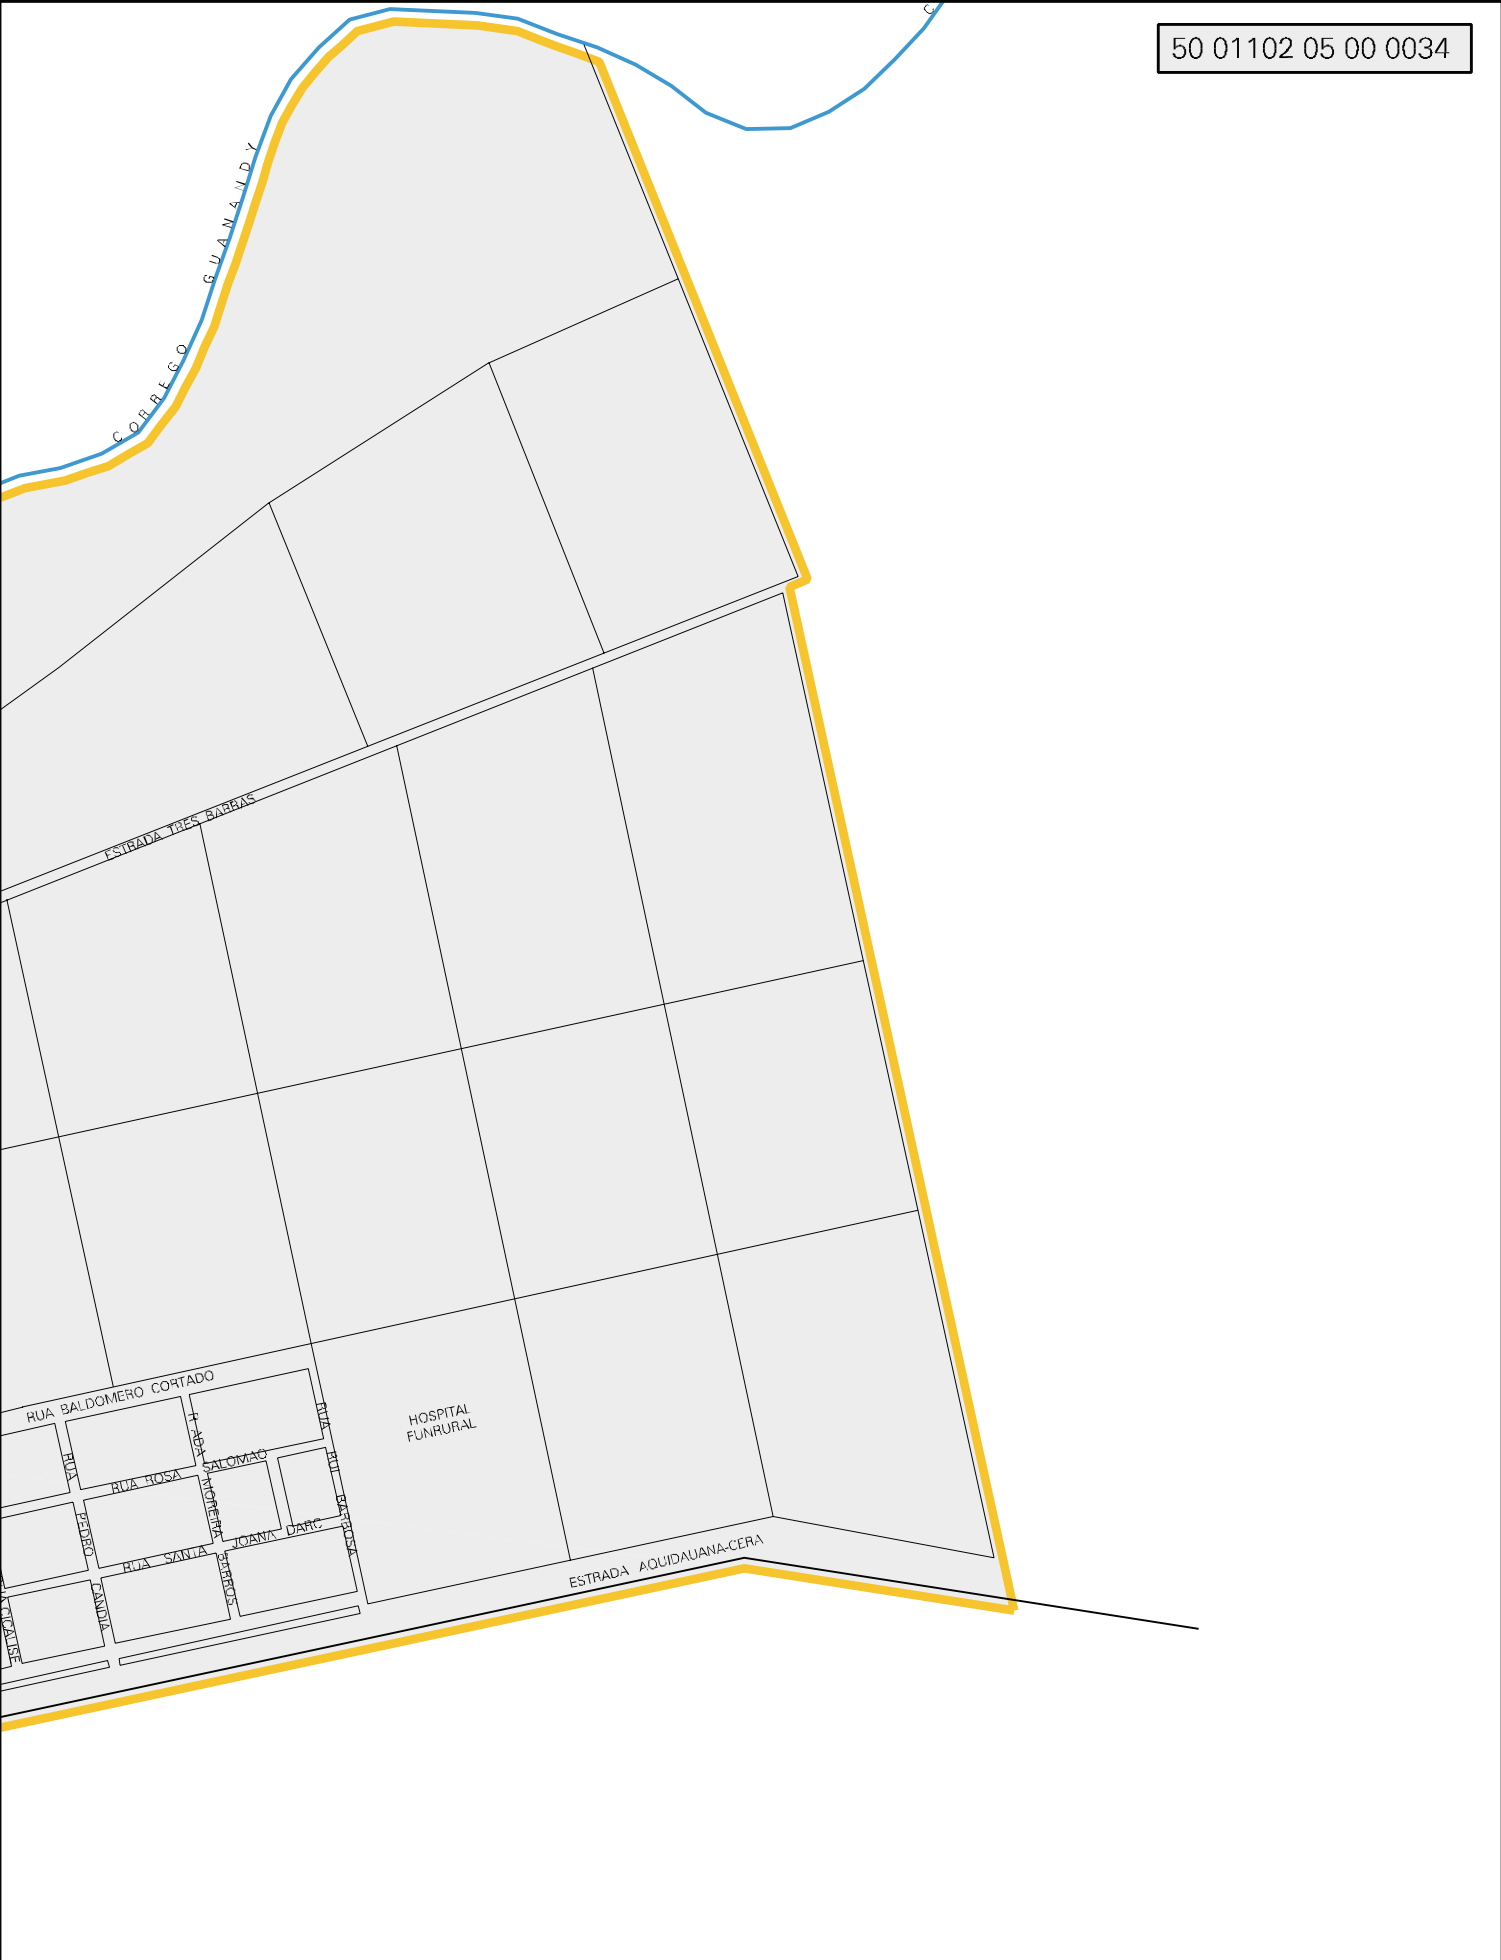 C
50 01102 05 00 0034
CORREGO GUANANDY
ESTRADA TRES BARRAS
RUA BALDOMERO CORTADO
HOSPITAL
FUNRURAL
RUA ROSA SALOMAO
RUA SANTA JOANA DARC
ESTRADA AQUIDAUANA-CERA
RUA PEDRO CANDIA
R ADA MOREIRA BARROS
RUA RUI BARBOSA